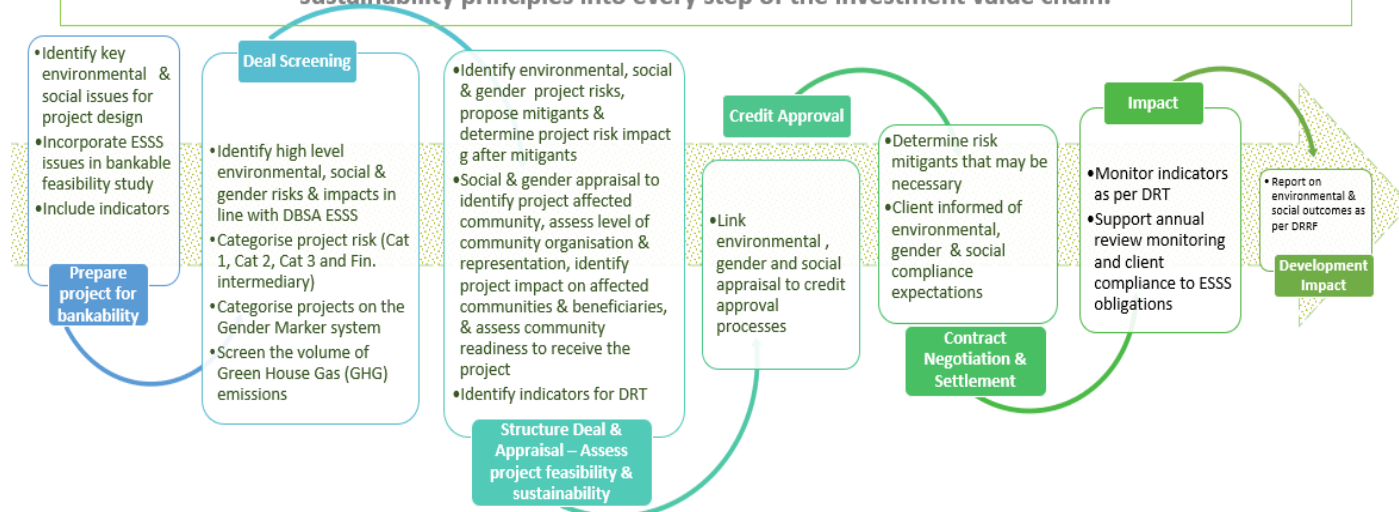 sustainability principles into every step of the investment value chain.
•Identify key
environmental &
social issues for
project design
•Incorporate ESSS
issues in bankable
feasibility study
•Include indicators
Prepare
project for
bankability
Deal Screening
•Identify high level
environmental, social &
gender risks & impacts in
line with DBSA ESSS
•Categorise project risk (Cat
1, Cat 2, Cat 3 and Fin.
intermediary)
•Categorise projects on the
Gender Marker system
•Screen the volume of
Green House Gas (GHG)
emissions
•Identify environmental, social
& gender project risks,
propose mitigants &
determine project risk impact
g after mitigants
•Social & gender appraisal to
identify project affected
community, assess level of
community organisation &
representation, identify
project impact on affected
communities & beneficiaries,
& assess community
readiness to receive the
project
•Identify indicators for DRT
Structure Deal &
Appraisal – Assess
project feasibility &
sustainability
Credit Approval
•Link
environmental ,
gender and social
appraisal to credit
approval
processes
•Determine risk
mitigants that may be
necessary
•Client informed of
environmental,
gender & social
compliance
expectations
Contract
Negotiation &
Settlement
Impact
•Monitor indicators
as per DRT
•Support annual
review monitoring
and client
compliance to ESSS
obligations
• Report on
environmental &
social outcomes as
per DRRF
Development
Impact